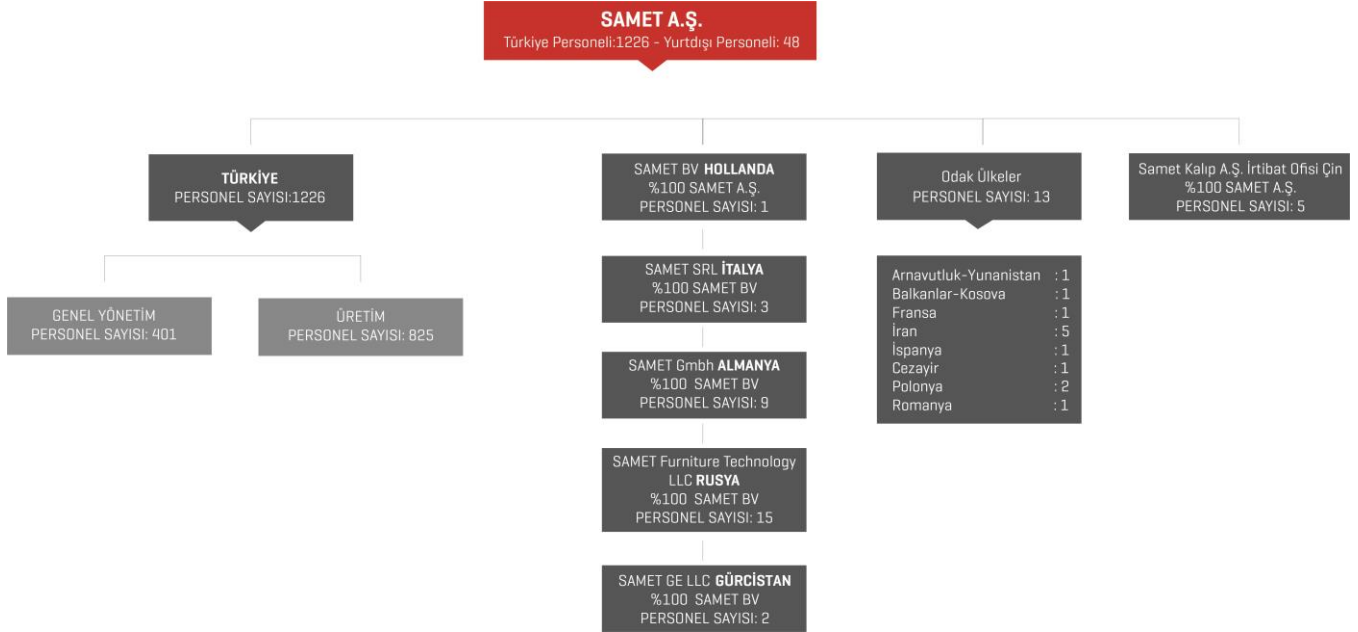 SAMET A.Ş.
Türkiye Personeli:1226 - Yurtdışı Personeli: 48
TÜRKİYE
PERSONEL SAYISI:1226
GENEL YÖNETİM
PERSONEL SAYISI: 401
ÜRETİM
PERSONEL SAYISI: 825
SAMET BV HOLLANDA
%100 SAMET A.Ş.
PERSONEL SAYISI: 1
SAMET SRL İTALYA
%100 SAMET BV
PERSONEL SAYISI: 3
SAMET Gmbh ALMANYA
%100 SAMET BV
PERSONEL SAYISI: 9
SAMET Furniture Technology
LLC RUSYA
%100 SAMET BV
PERSONEL SAYISI: 15
SAMET GE LLC GÜRCİSTAN
%100 SAMET BV
PERSONEL SAYISI: 2
Odak Ülkeler
PERSONEL SAYISI: 13
Arnavutluk-Yunanistan : 1
Balkanlar-Kosova : 1
Fransa : 1
İran : 5
İspanya : 1
Cezayir : 1
Polonya : 2
Romanya : 1
Samet Kalıp A.Ş. İrtibat Ofisi Çin
%100 SAMET A.Ş.
PERSONEL SAYISI: 5